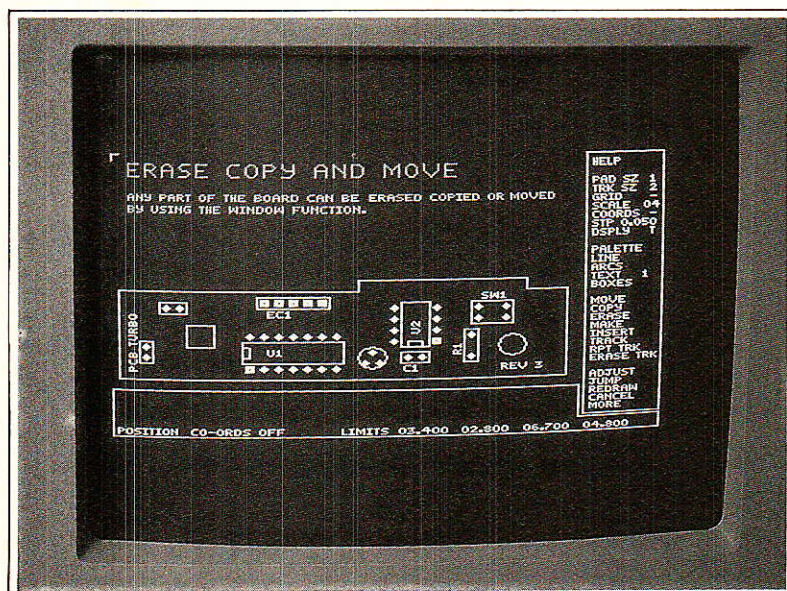 ERASE COPY AND MOVE
ANY PART OF THE BOARD CAN BE ERASED COPIED OR MOVED
BY USING THE WINDOW FUNCTION.
HELP
PAD SZ 1
TRK SZ 2
GRID -
SCALE 04
COORDS -
STP 0.050
DSPLY T
PALETTE
LINE
ARCS
TEXT 1
BOXES
MOVE
COPY
ERASE
MAKE
INSERT
TRACK
RPT TRK
ERASE TRK
ADJUST
JUMP
REDRAW
CANCEL
MORE
PCB-TURBO
EC1
U1
U2
C1
R1
SW1
REV 3
POSITION CO-ORDS OFF LIMITS 03.400 02.800 06.700 04.800